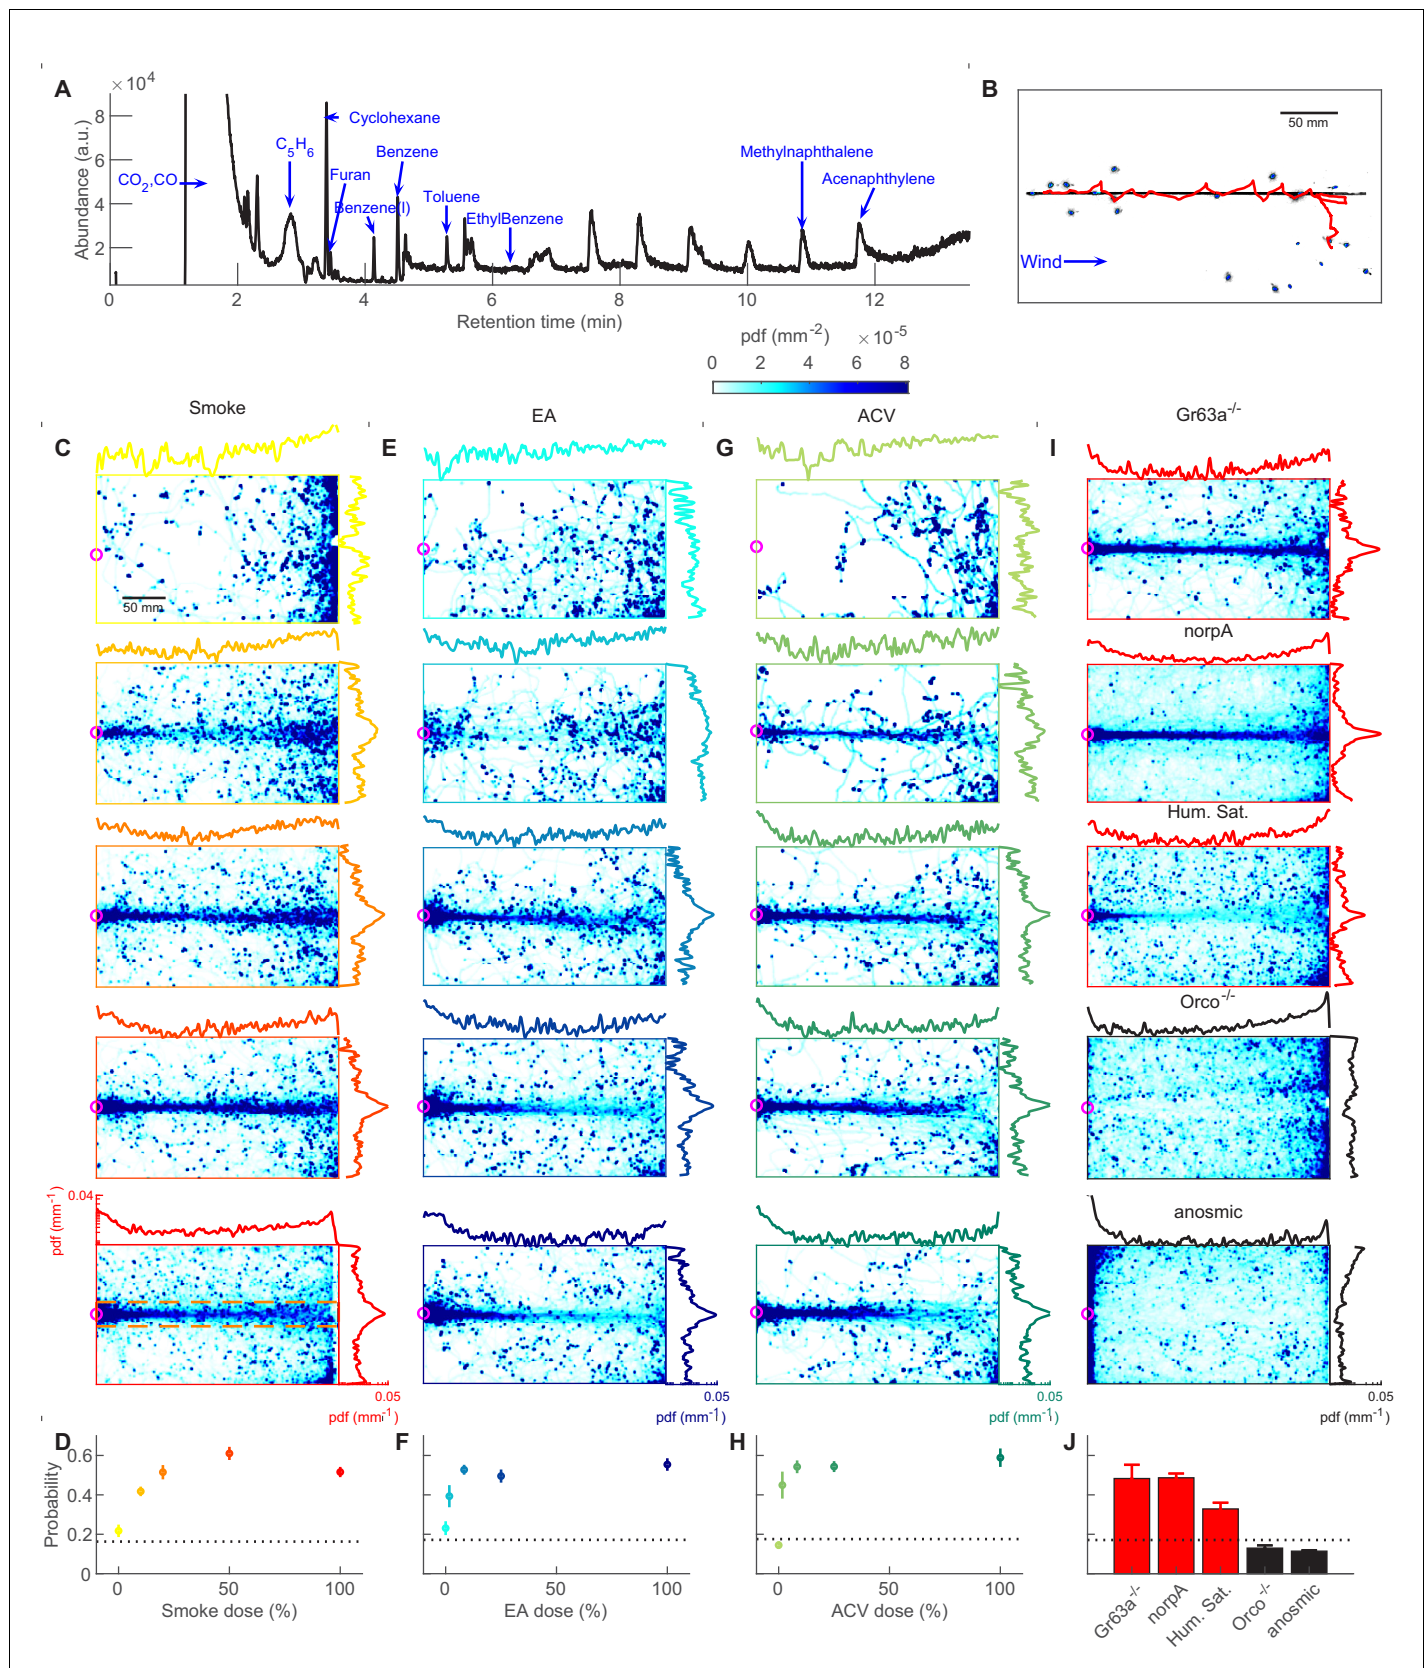 A
×10⁴
8
6
4
2
Abundance (a.u.)
CO₂,CO
C₅H₆
Cyclohexane
Furan
Benzene
Benzene(l)
Toluene
EthylBenzene
Methylnaphthalene
Acenaphthylene
0 2 4 6 8 10 12
Retention time (min)
B
50 mm
Wind
pdf (mm⁻²) ×10⁻⁵
0 2 4 6 8
Smoke
EA
ACV
Gr63a⁻/⁻
C
E
G
I
50 mm
norpA
Hum. Sat.
Orco⁻/⁻
anosmic
0.04
pdf (mm⁻¹)
0.05
pdf (mm⁻¹)
0.05
pdf (mm⁻¹)
0.05
pdf (mm⁻¹)
0.05
pdf (mm⁻¹)
D
0.6
0.4
0.2
0
Probability
0 50 100
Smoke dose (%)
F
0 50 100
EA dose (%)
H
0 50 100
ACV dose (%)
J
Gr63a⁻/⁻
norpA
Hum. Sat.
Orco⁻/⁻
anosmic